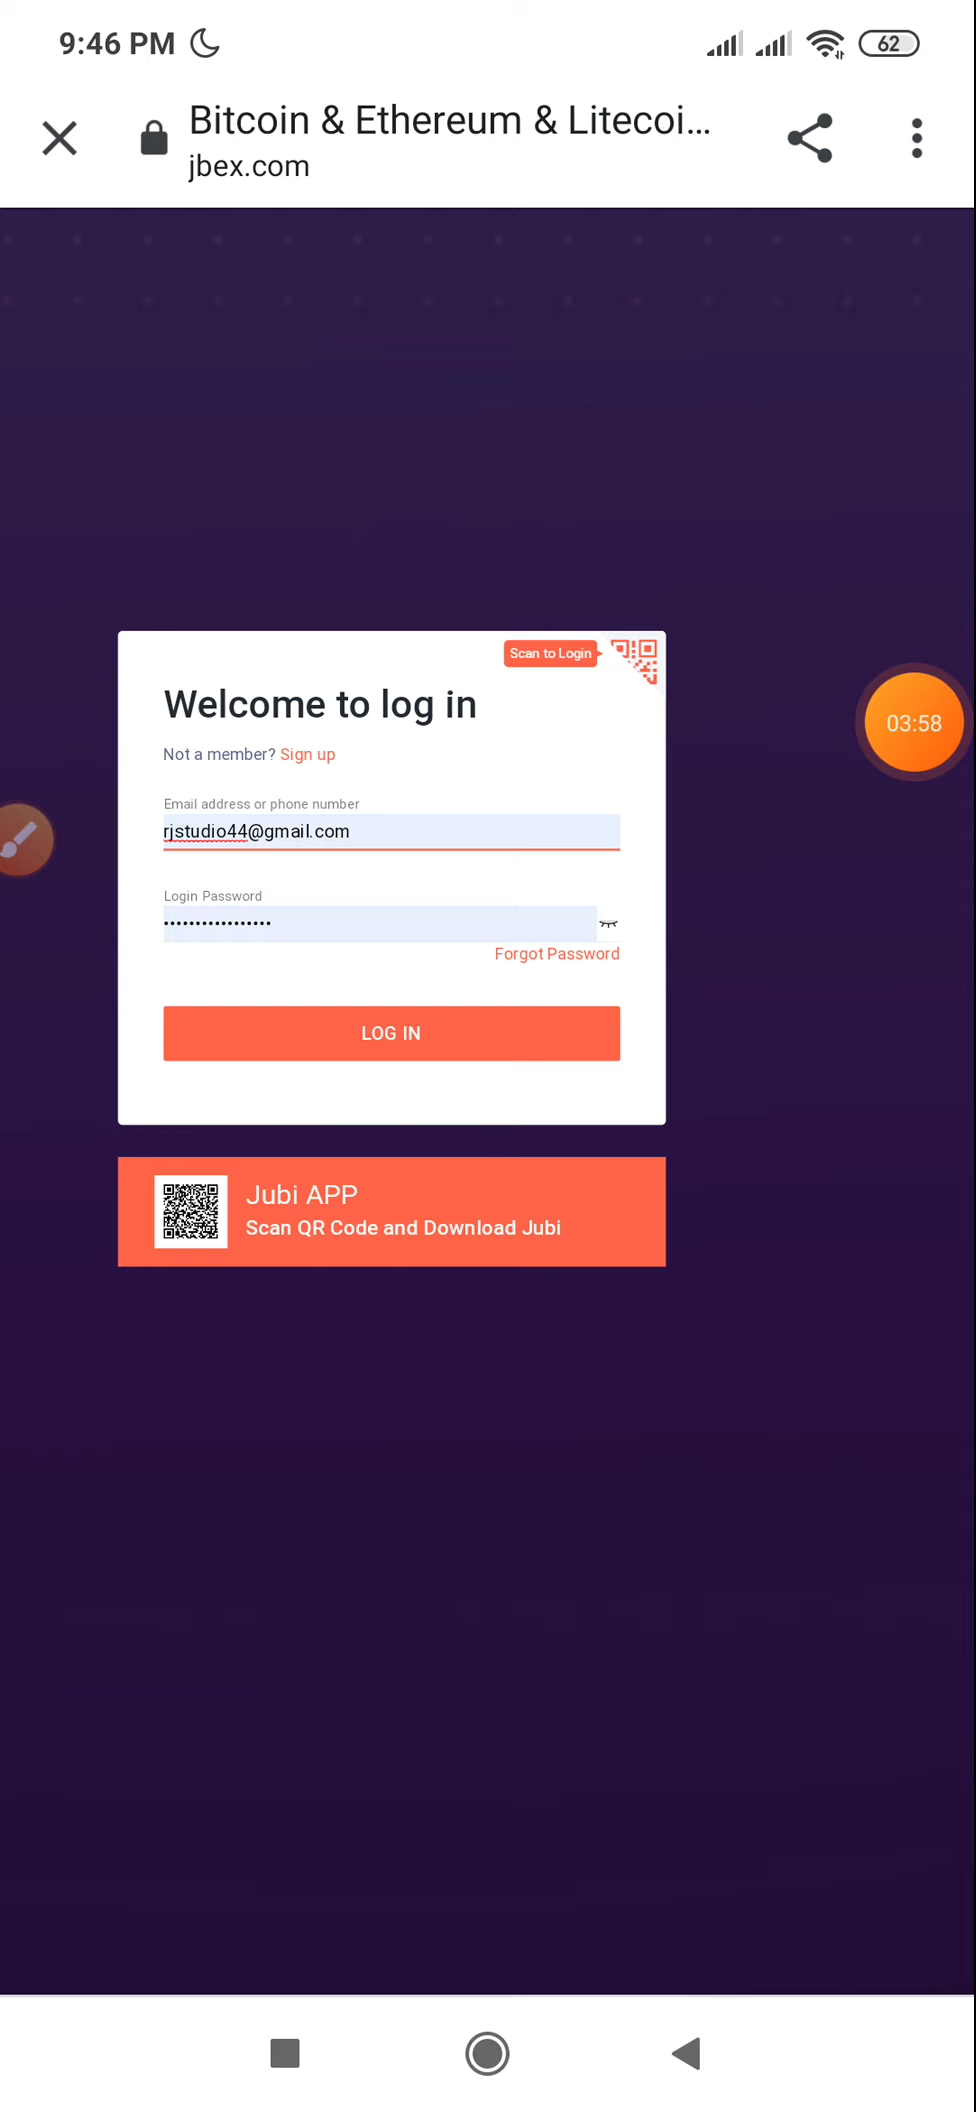 9:46 PM
62
Bitcoin & Ethereum & Litecoi...
jbex.com
Scan to Login
Welcome to log in
Not a member? Sign up
Email address or phone number
rjstudio44@gmail.com
03:58
Login Password
•••••••••••••••••
Forgot Password
LOG IN
Jubi APP
Scan QR Code and Download Jubi